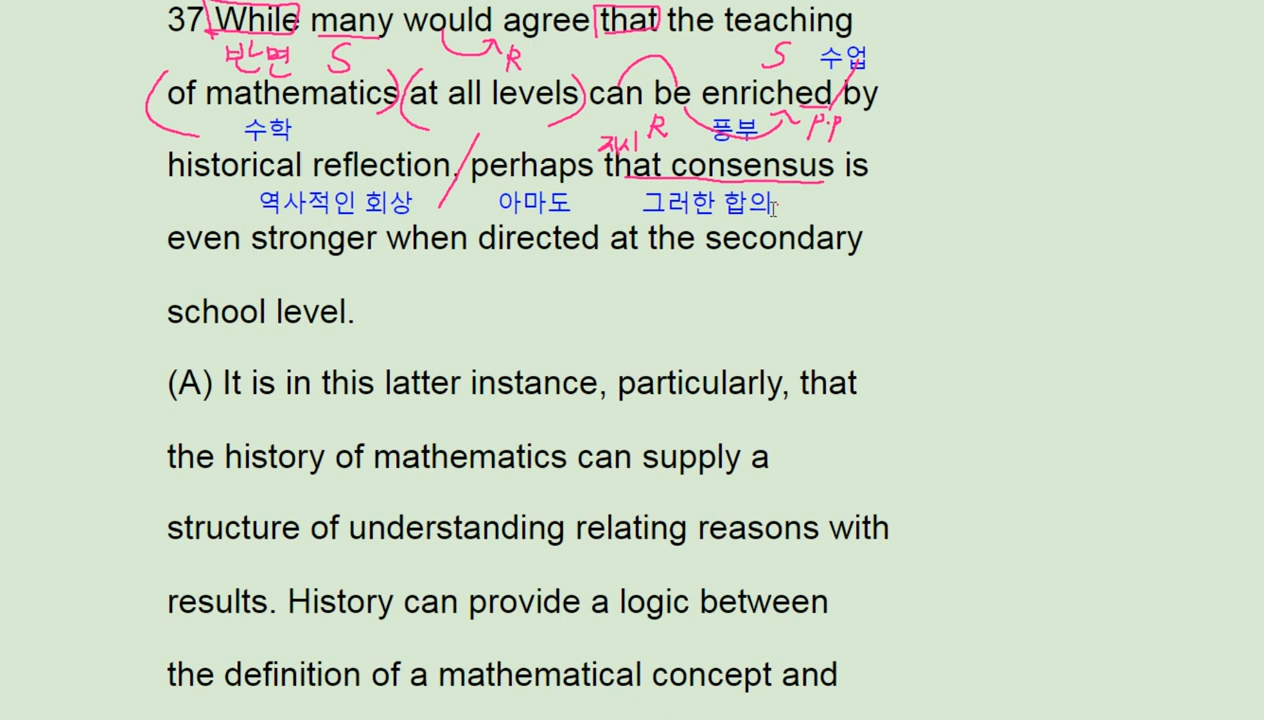 37 While many would agree that the teaching
반면 S R S 수업
of mathematics at all levels can be enriched by
수학 R 풍부 p.p
지시
historical reflection, perhaps that consensus is
역사적인 회상 아마도 그러한 합의
even stronger when directed at the secondary
school level.
(A) It is in this latter instance, particularly, that
the history of mathematics can supply a
structure of understanding relating reasons with
results. History can provide a logic between
the definition of a mathematical concept and